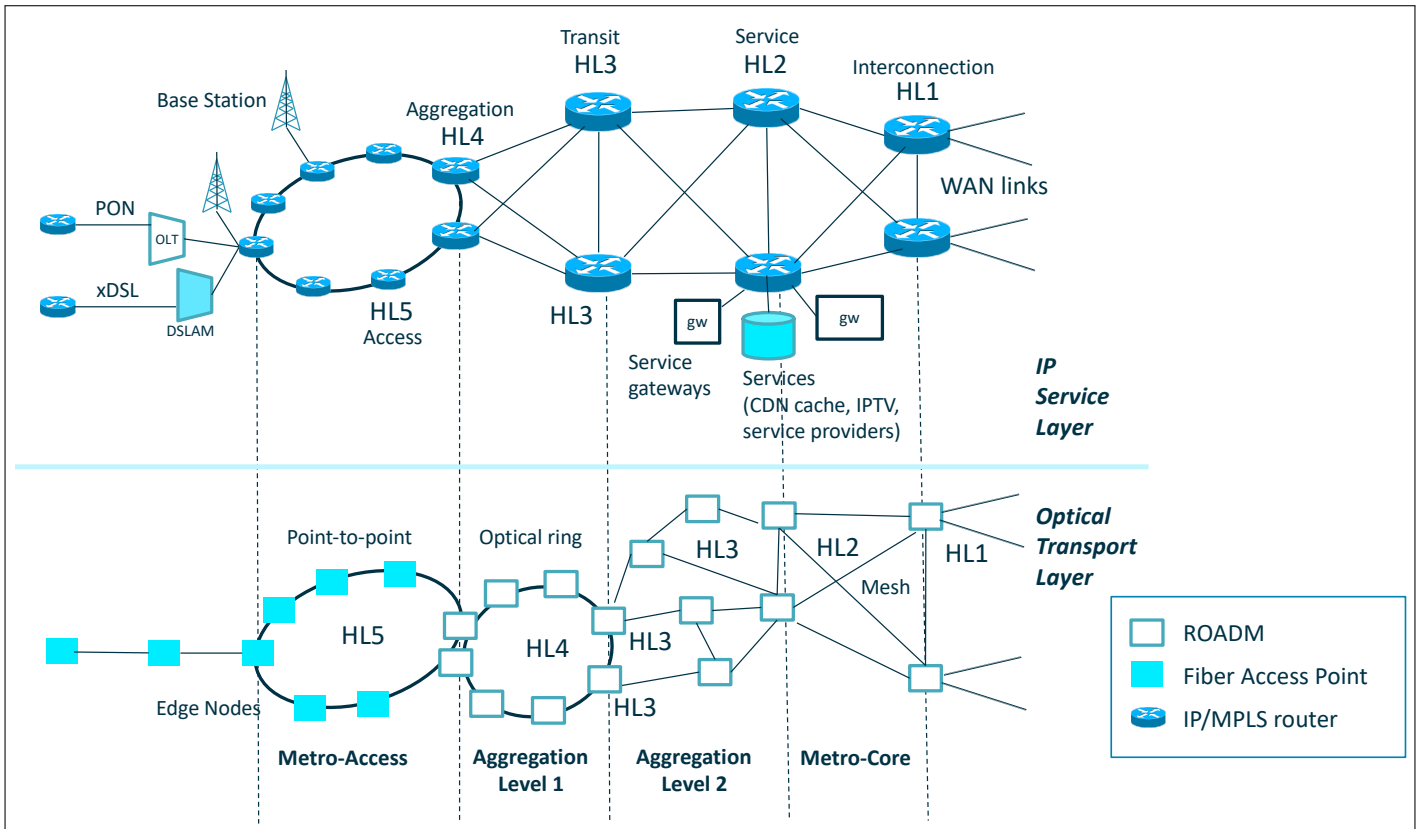 Transit
HL3
Service
HL2
Interconnection
HL1
Base Station
Aggregation
HL4
WAN links
PON
OLT
xDSL
DSLAM
HL5
Access
HL3
gw
gw
Service
gateways
Services
(CDN cache, IPTV,
service providers)
IP
Service
Layer
Optical
Transport
Layer
Point-to-point
Optical ring
HL3
HL2
HL1
Mesh
HL5
HL4
HL3
HL3
Edge Nodes
Metro-Access
Aggregation
Level 1
Aggregation
Level 2
Metro-Core
ROADM
Fiber Access Point
IP/MPLS router